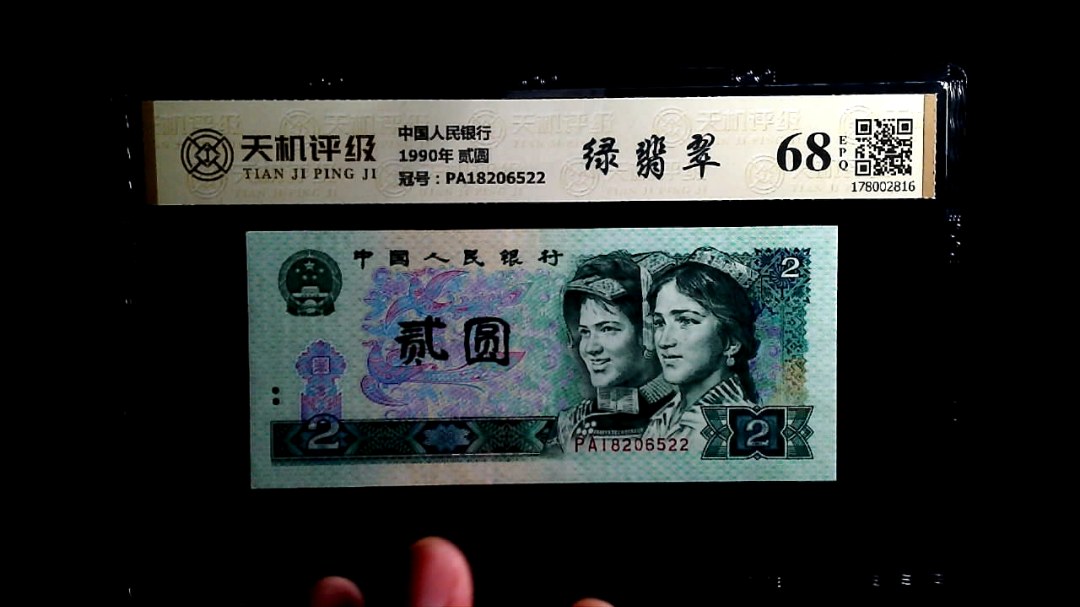 天机评级
TIAN JI PING JI
中国人民银行
1990年 贰圆
冠号：PA18206522
绿翡翠
68
EPQ
178002816
中国人民银行
贰圆
2
2
2
PA18206522